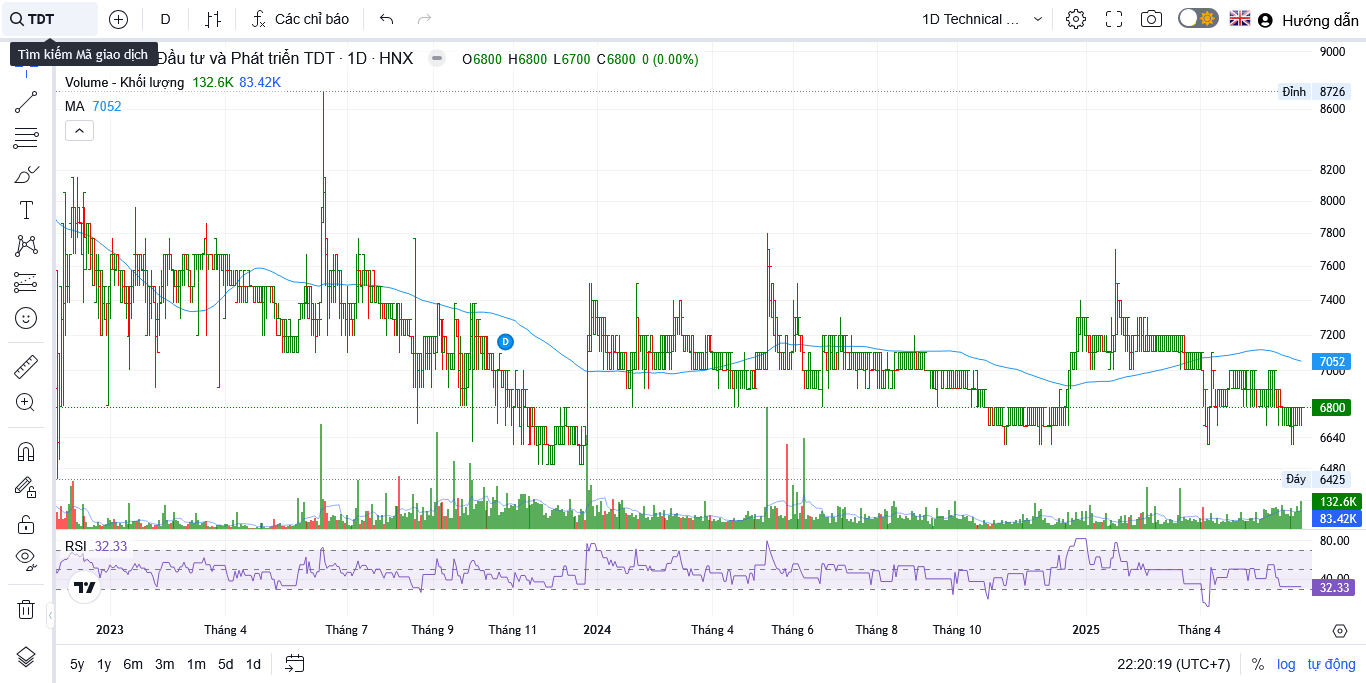 TDT
D
Các chỉ báo
1D Technical ...
Hướng dẫn
Tìm kiếm Mã giao dịch
Đầu tư và Phát triển TDT · 1D · HNX
O6800 H6800 L6700 C6800 0 (0.00%)
Volume - Khối lượng 132.6K 83.42K
MA 7052
9000
Đỉnh 8726
8600
8200
8000
7800
7600
7400
7200
7052
7000
6800
6640
6480
Đáy 6425
132.6K
83.42K
D
RSI 32.33
80.00
40.00
32.33
2023 Tháng 4 Tháng 7 Tháng 9 Tháng 11 2024 Tháng 4 Tháng 6 Tháng 8 Tháng 10 2025 Tháng 4
5y 1y 6m 3m 1m 5d 1d
22:20:19 (UTC+7) % log tự động